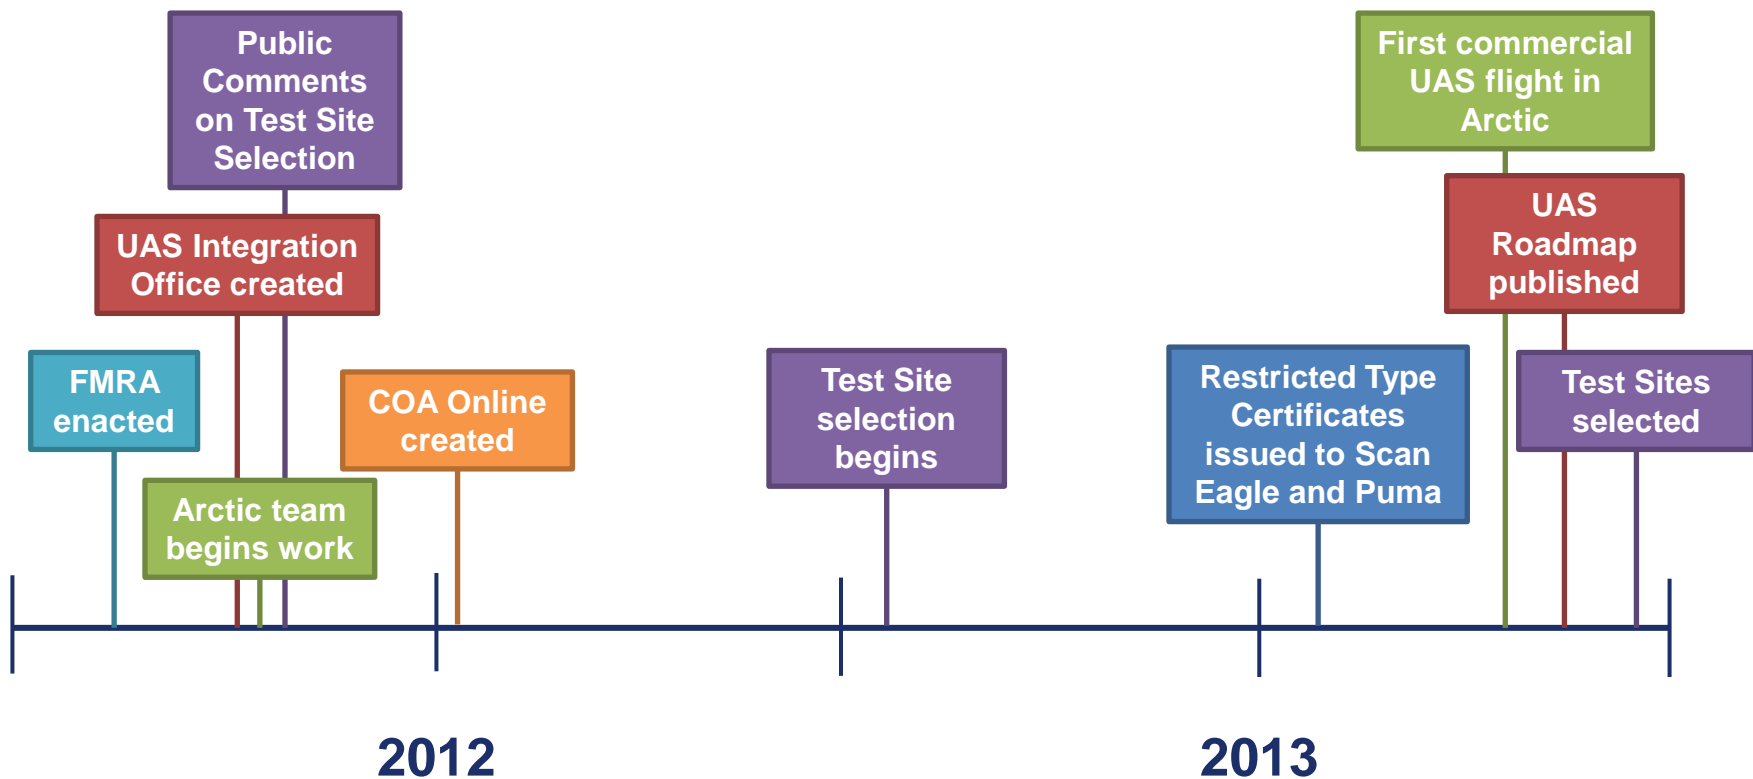 Public
Comments
on Test Site
Selection
UAS Integration
Office created
FMRA
enacted
Arctic team
begins work
COA Online
created
Test Site
selection
begins
First commercial
UAS flight in
Arctic
UAS
Roadmap
published
Restricted Type
Certificates
issued to Scan
Eagle and Puma
Test Sites
selected
2012
2013